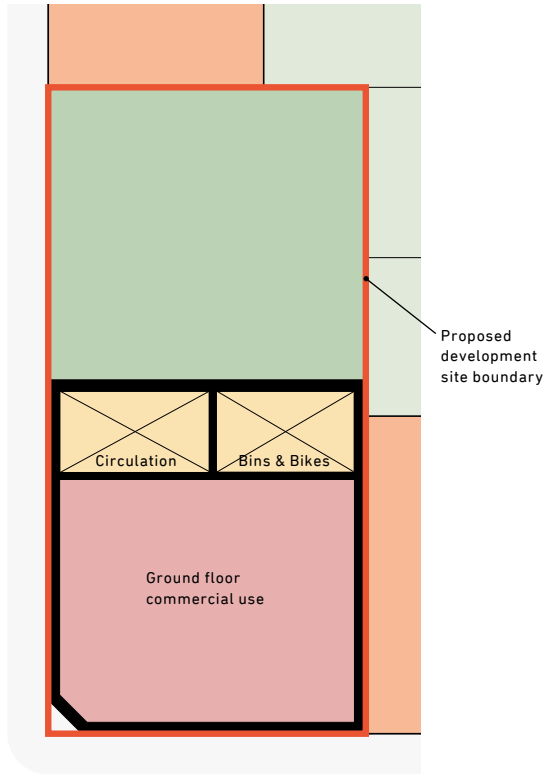 Proposed
development
site boundary
Circulation
Bins & Bikes
Ground floor
commercial use